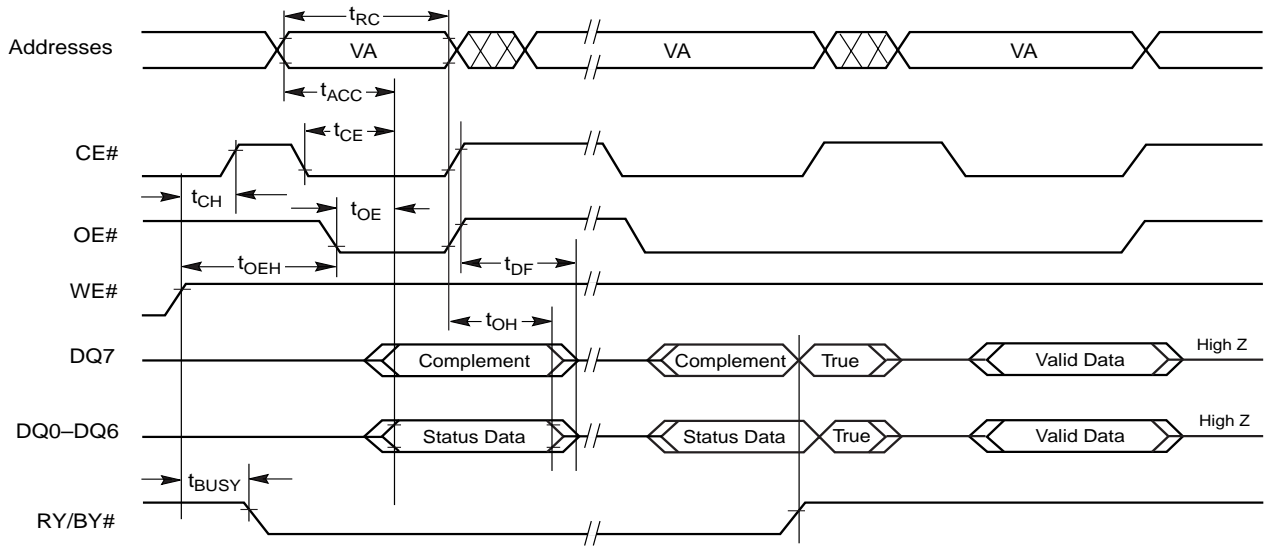 tRC
Addresses VA VA VA
tACC
tCE
CE#
tCH
tOE
OE#
tOEH tDF
WE#
tOH
DQ7 Complement Complement True Valid Data High Z
DQ0–DQ6 Status Data Status Data True Valid Data High Z
tBUSY
RY/BY#